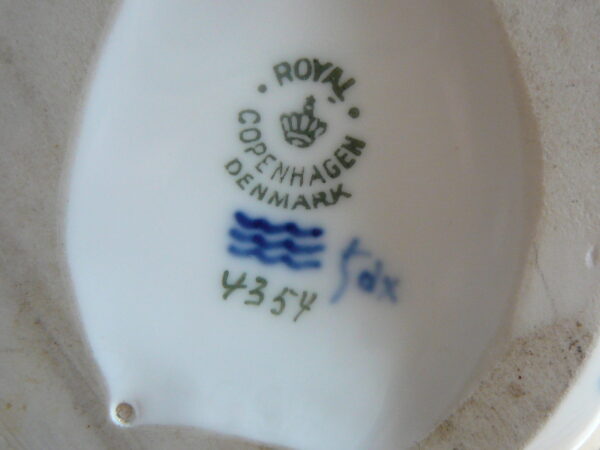 ROYAL
COPENHAGEN
DENMARK
4354